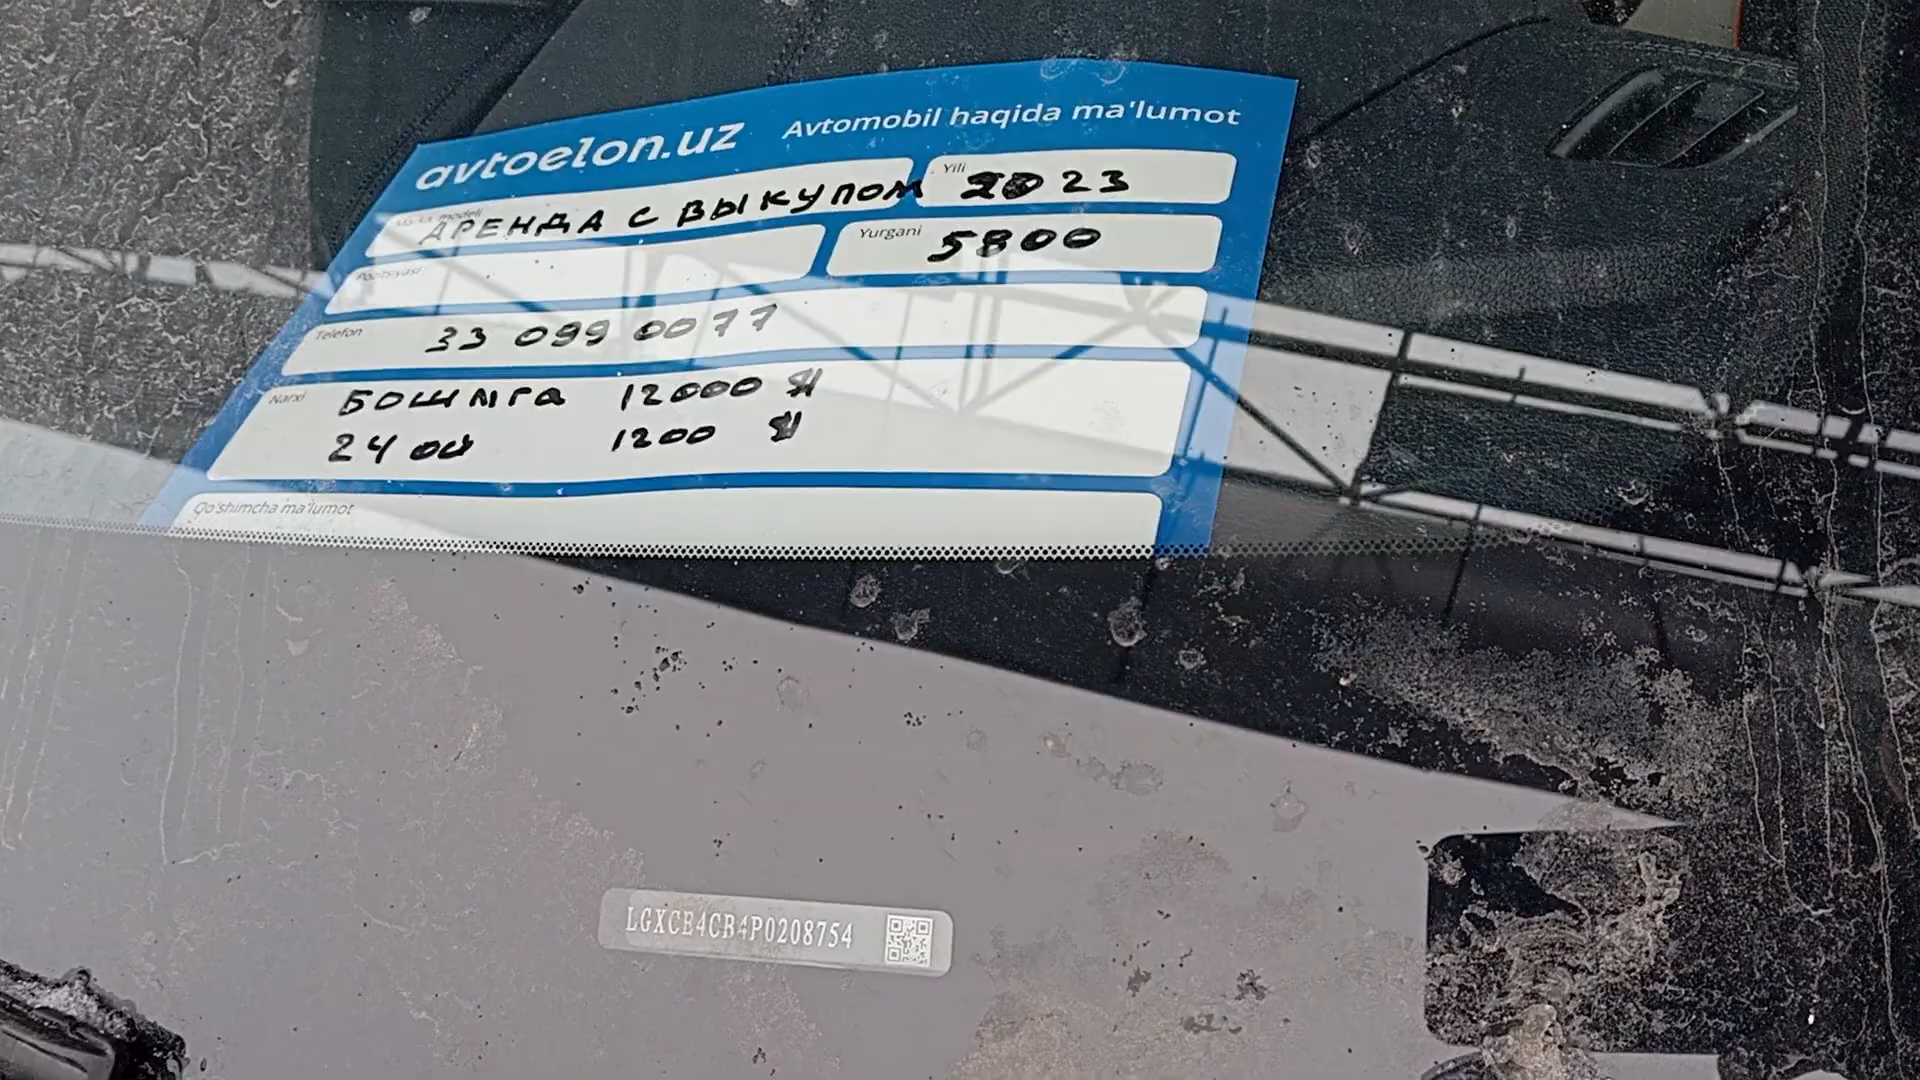 avtoelon.uz Avtomobil haqida ma'lumot
Marka, modeli АРЕНДА С ВЫКУПОМ Yili 2023
Pozitsiyasi Yurgani 5800
Telefon 33 099 0077
Narxi БОШИГА 12000 $
24 ой 1200 $
Qo'shimcha ma'lumot
LGXCE4CB4P0208754